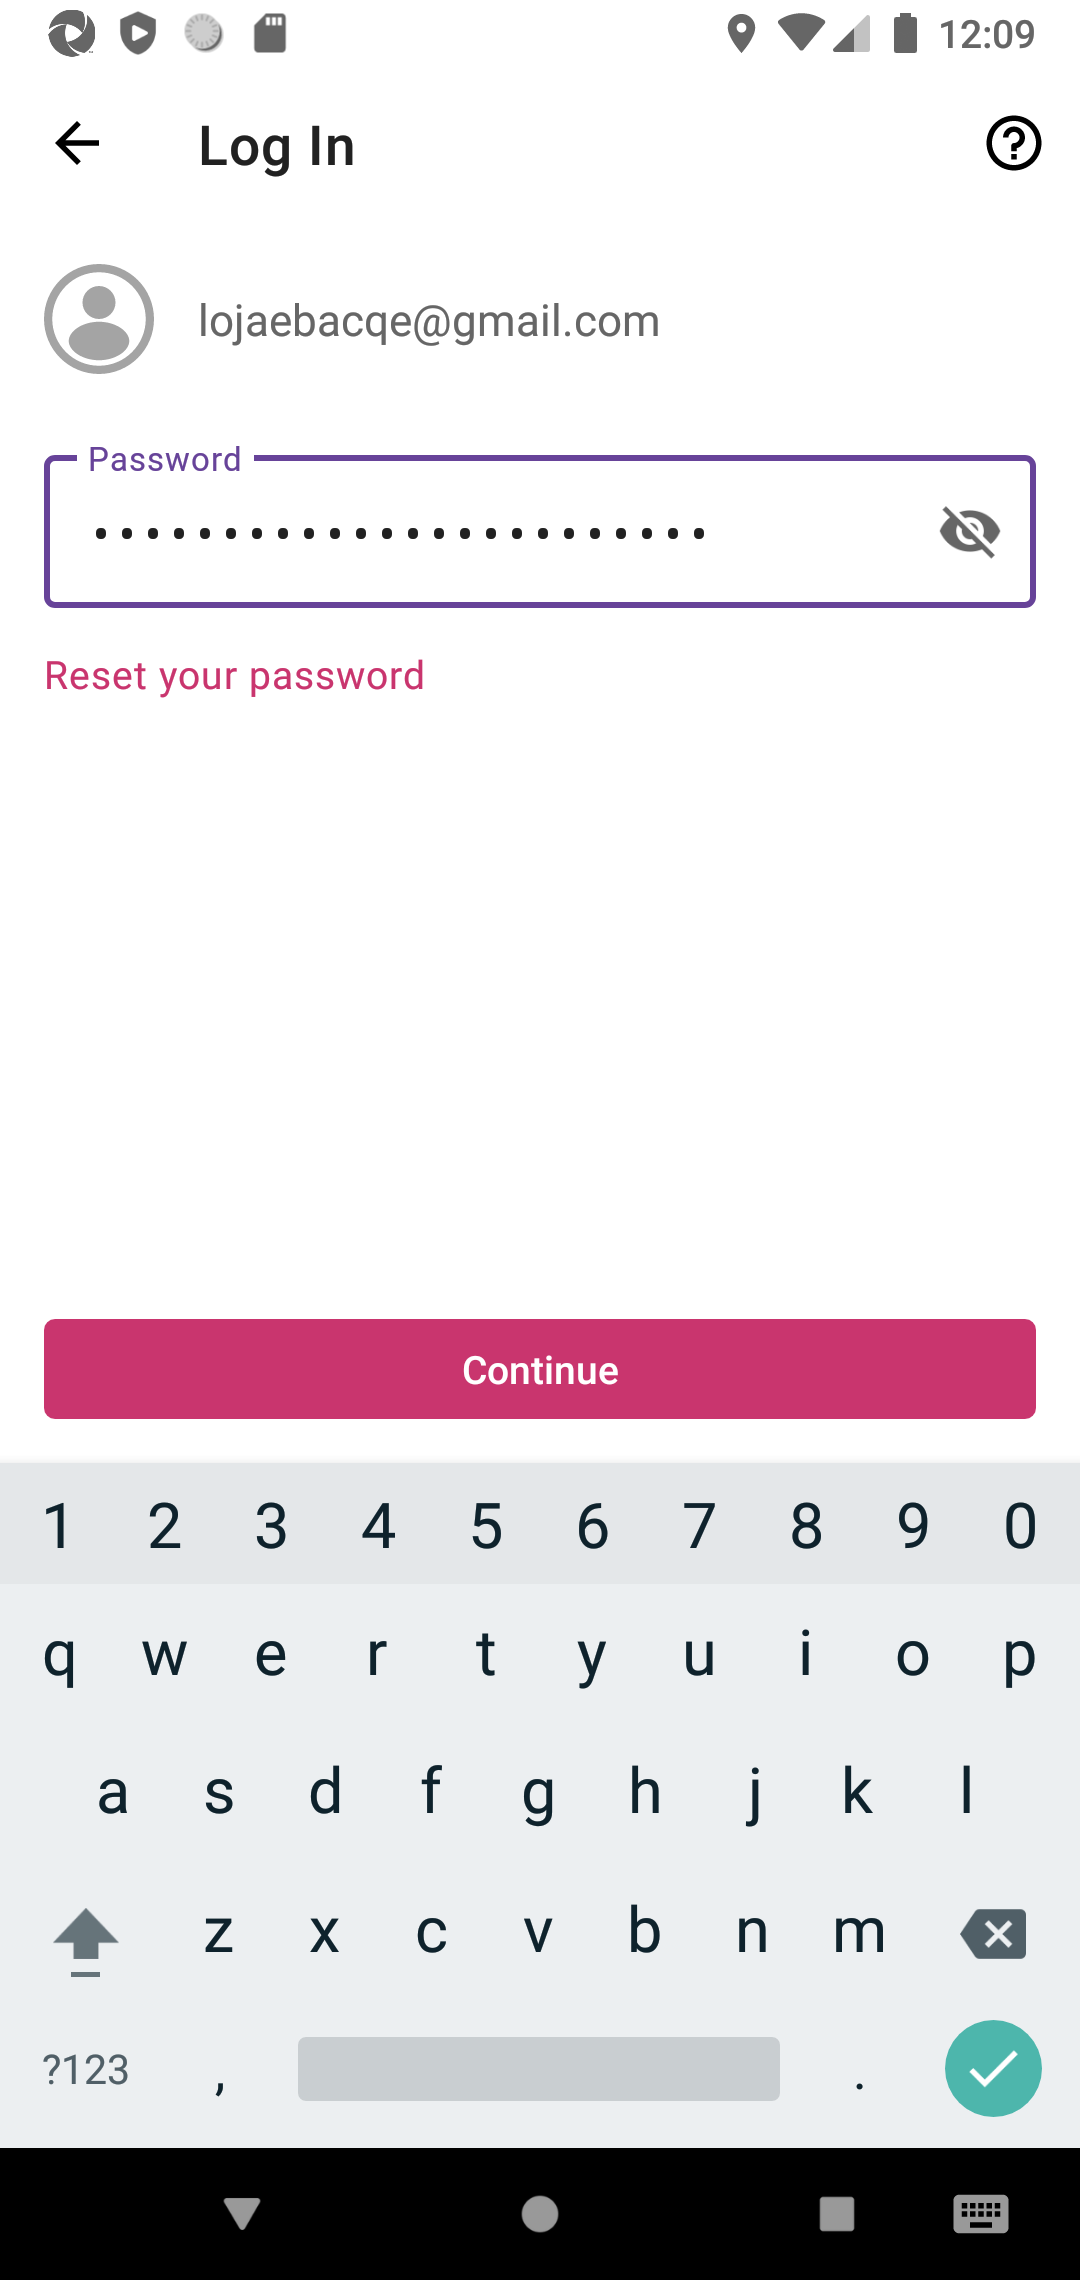 12:09
Log In
lojaebacqe@gmail.com
Password
••••••••••••••••••••••••
Reset your password
Continue
1 2 3 4 5 6 7 8 9 0
q w e r t y u i o p
a s d f g h j k l
z x c v b n m
?123 , .